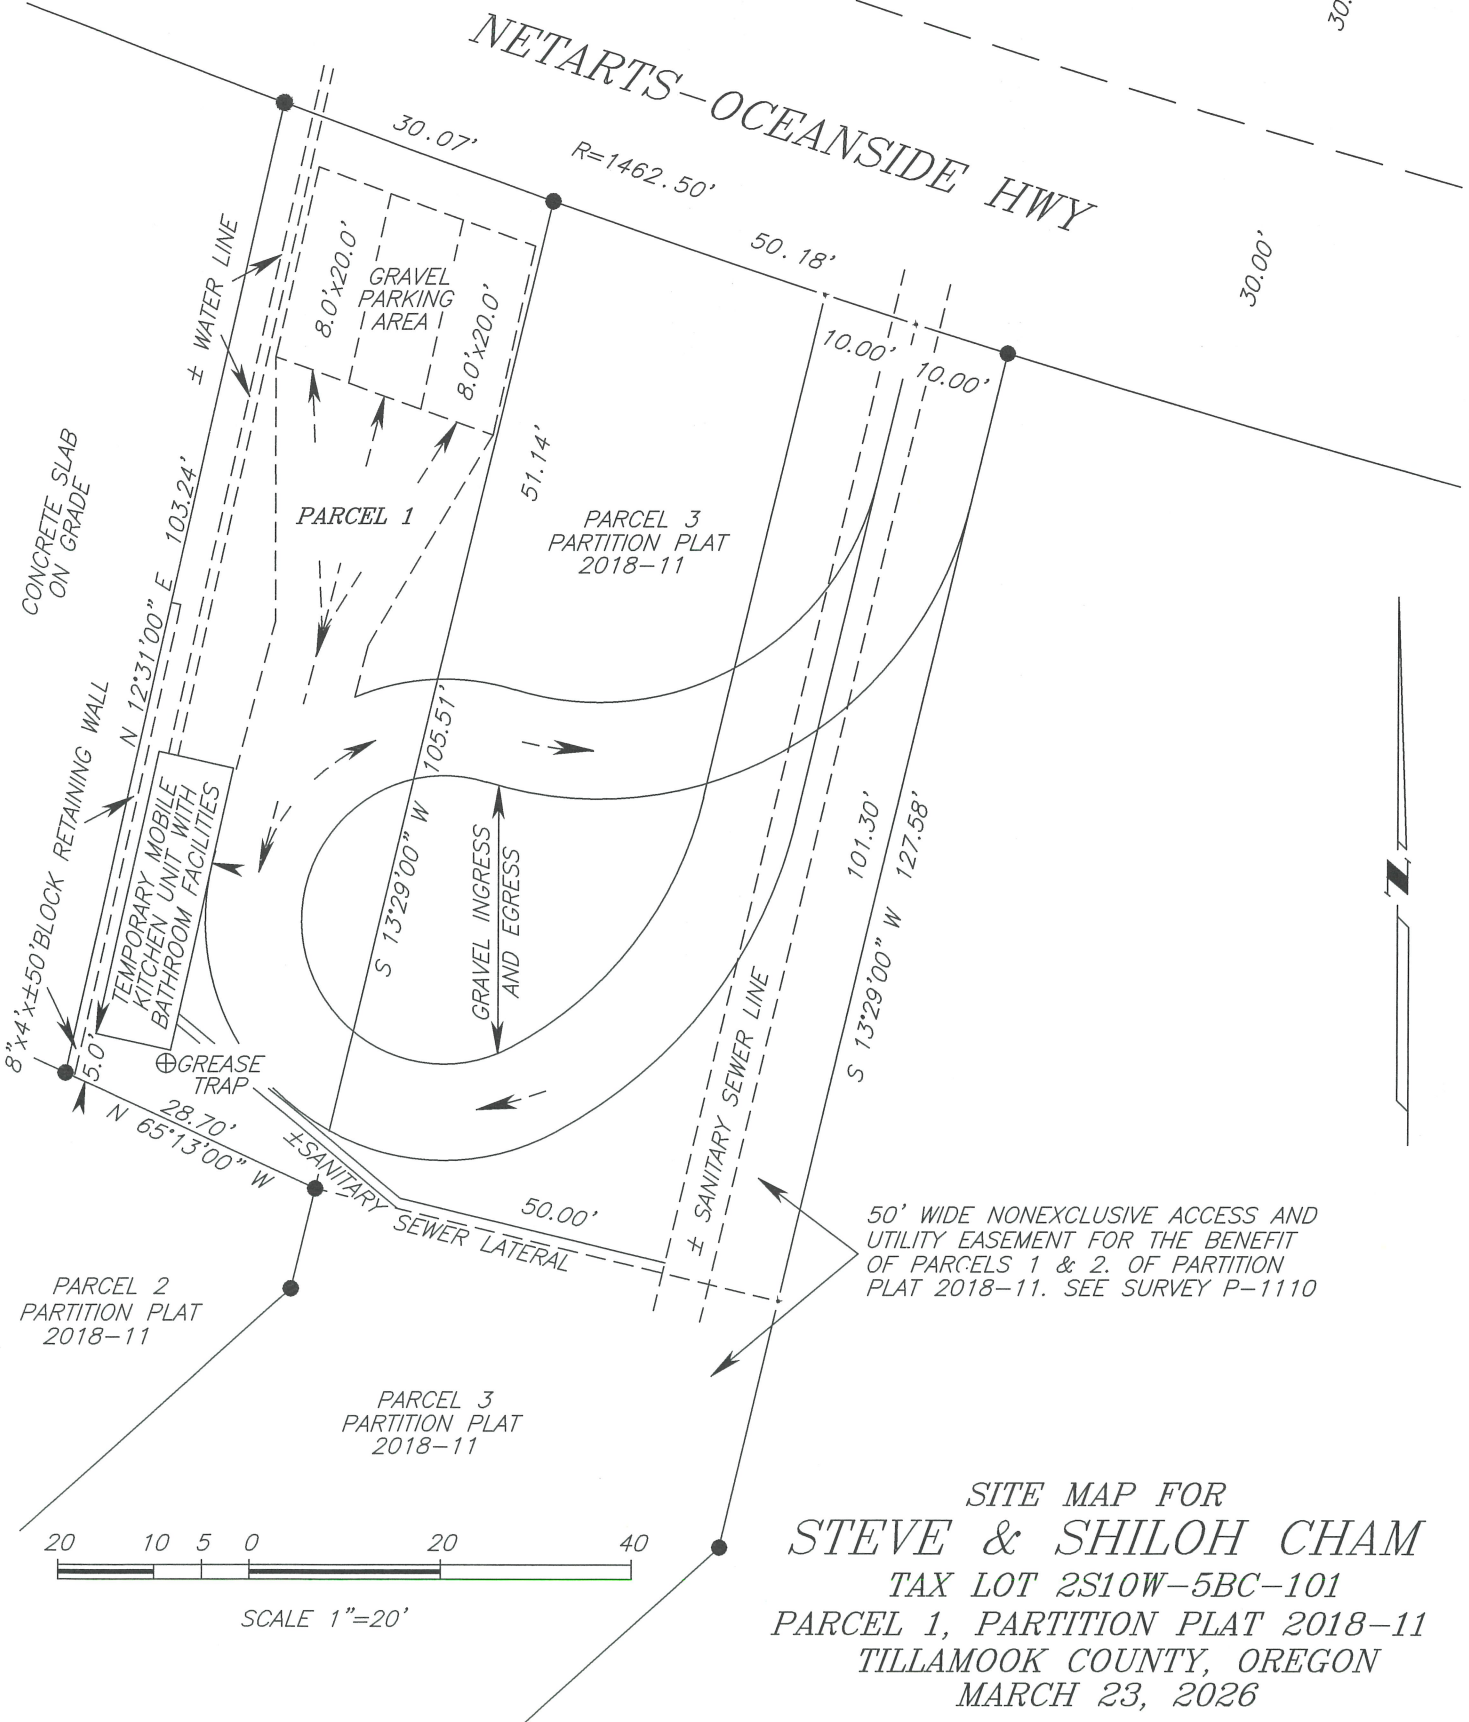 30.
NETARTS-OCEANSIDE HWY
30.07'
R=1462.50'
50.18'
30.00'
± WATER LINE
8.0'x20.0'
GRAVEL
PARKING
AREA
8.0'x20.0'
10.00'
10.00'
CONCRETE SLAB
ON GRADE
N 12°31'00" E 103.24'
51.14'
PARCEL 1
PARCEL 3
PARTITION PLAT
2018-11
8"x4'x±50'BLOCK RETAINING WALL
TEMPORARY MOBILE
KITCHEN UNIT WITH
BATHROOM FACILITIES
S 13°29'00" W 105.51'
GRAVEL INGRESS
AND EGRESS
101.30'
S 13°29'00" W 127.58'
N
5.0'
GREASE
TRAP
28.70'
N 65°13'00" W
±SANITARY SEWER LATERAL
50.00'
± SANITARY SEWER LINE
50' WIDE NONEXCLUSIVE ACCESS AND
UTILITY EASEMENT FOR THE BENEFIT
OF PARCELS 1 & 2. OF PARTITION
PLAT 2018-11. SEE SURVEY P-1110
PARCEL 2
PARTITION PLAT
2018-11
PARCEL 3
PARTITION PLAT
2018-11
20 10 5 0 20 40
SCALE 1"=20'
SITE MAP FOR
STEVE & SHILOH CHAM
TAX LOT 2S10W-5BC-101
PARCEL 1, PARTITION PLAT 2018-11
TILLAMOOK COUNTY, OREGON
MARCH 23, 2026